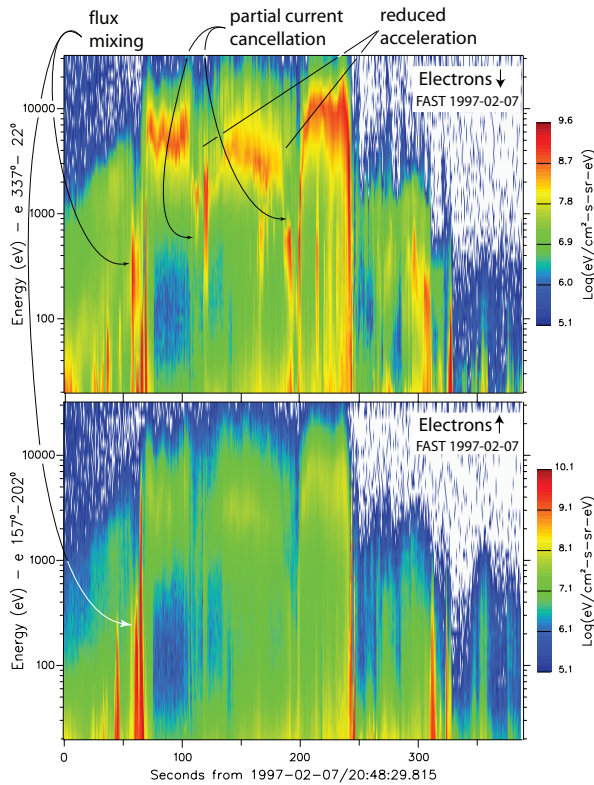 flux
mixing
partial current
cancellation
reduced
acceleration
Electrons↓
FAST 1997-02-07
Energy (eV) – e 337°– 22°
10000
1000
100
9.6
8.7
7.8
6.9
6.0
5.1
Log(eV/cm²–s–sr–eV)
Electrons↑
FAST 1997-02-07
Energy (eV) – e 157°–202°
10000
1000
100
10.1
9.1
8.1
7.1
6.1
5.1
Log(eV/cm²–s–sr–eV)
0 100 200 300
Seconds from 1997–02–07/20:48:29.815